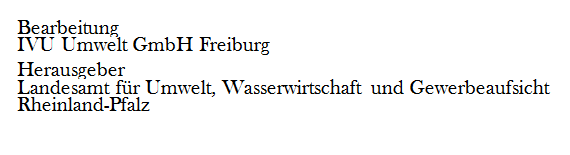 Bearbeitung
IVU Umwelt GmbH Freiburg
Herausgeber
Landesamt für Umwelt, Wasserwirtschaft und Gewerbeaufsicht
Rheinland-Pfalz